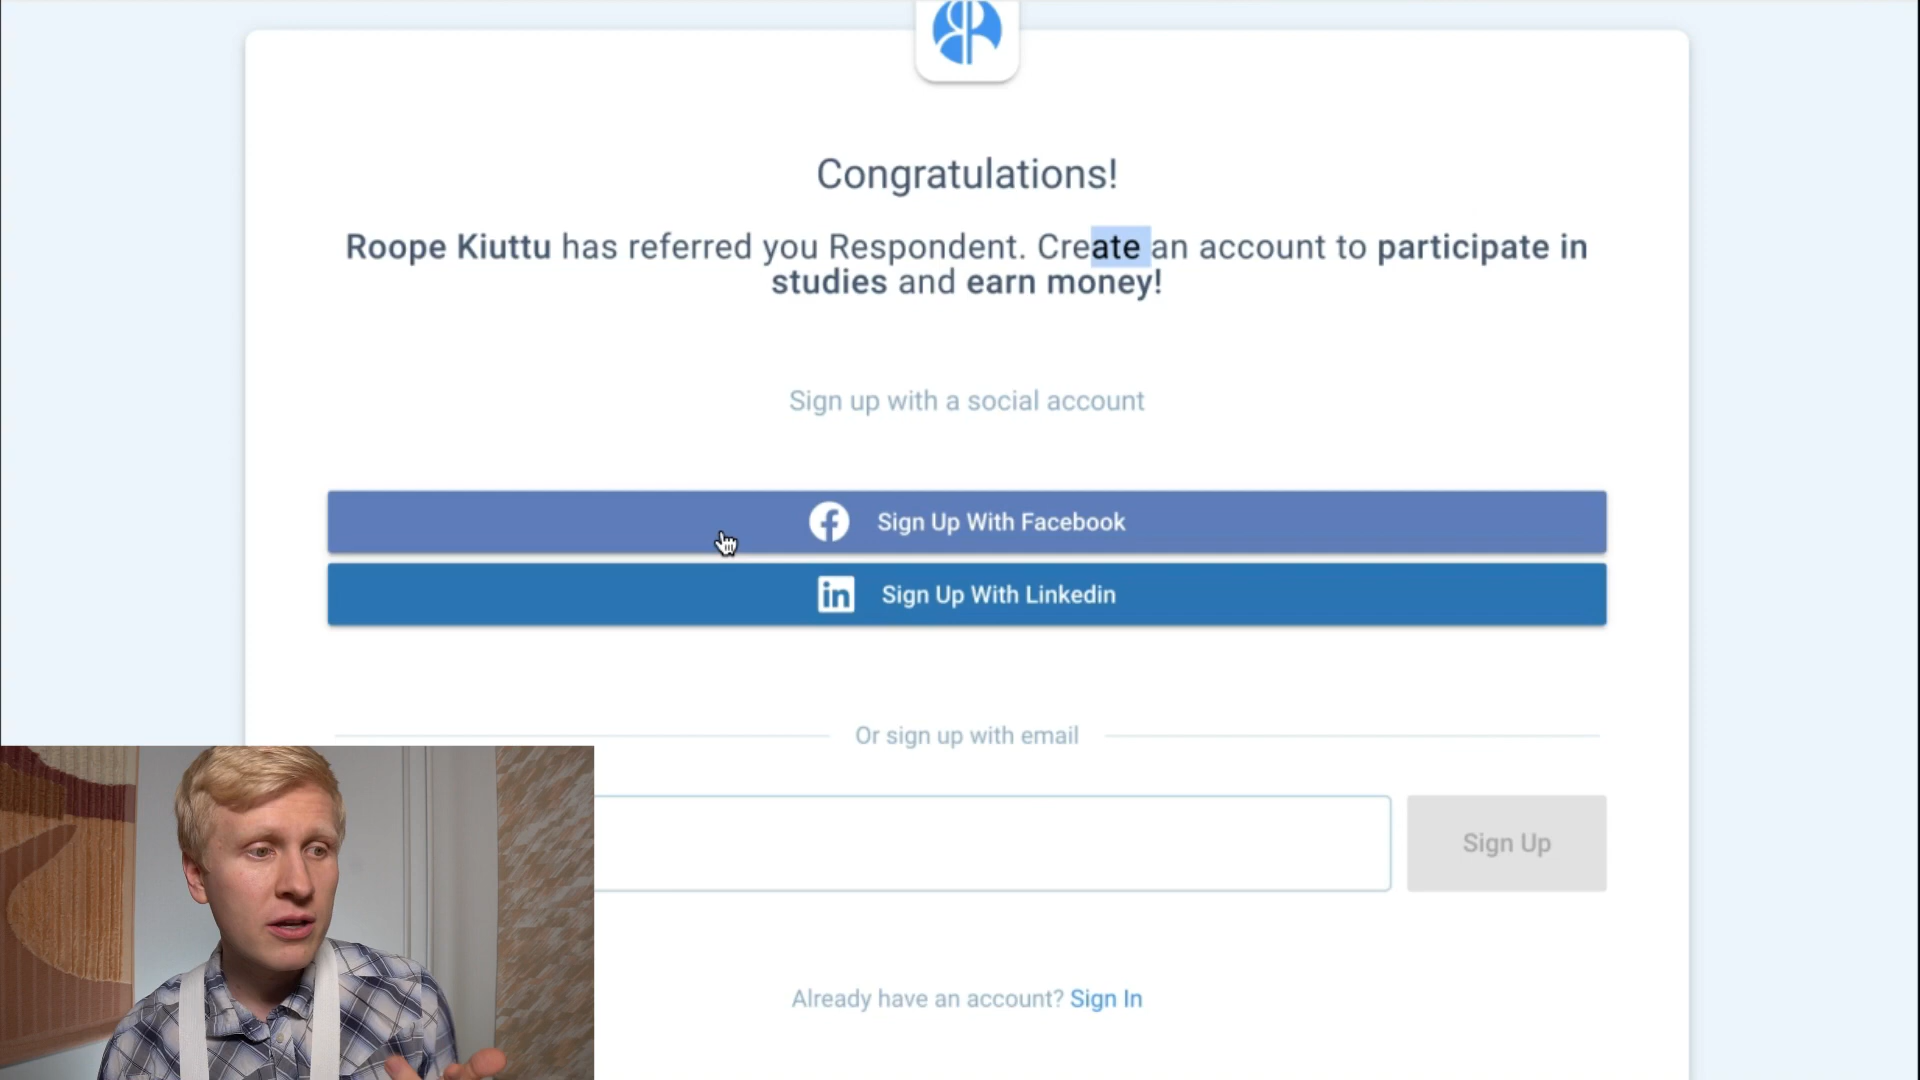 Congratulations!
Roope Kiuttu has referred you Respondent. Create an account to participate in
studies and earn money!
Sign up with a social account
Sign Up With Facebook
in Sign Up With Linkedin
Or sign up with email
Sign Up
Already have an account? Sign In